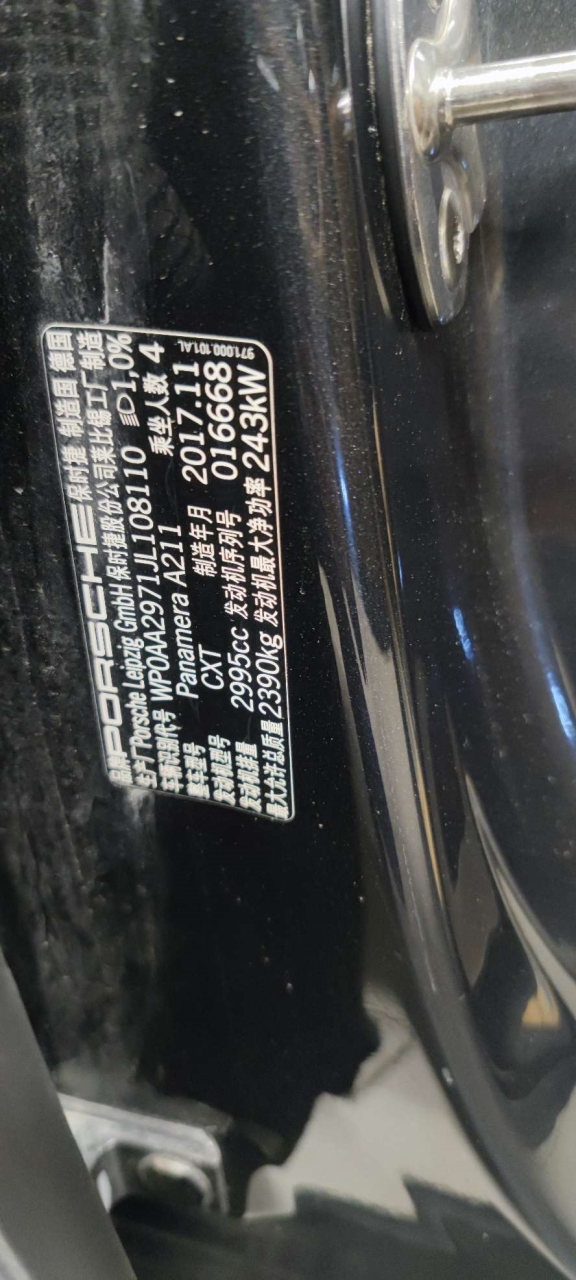 品牌 PORSCHE 保时捷 制造国 德国
生产厂 Porsche Leipzig GmbH 保时捷股份公司莱比锡工厂 制造
车辆识别代号 WP0AA2971JL108110 1,0%
整车型号 Panamera A211 乘坐人数 4
发动机型号 CXT 制造年月 2017.11
发动机排量 2995cc 发动机序列号 016668
最大允许总质量 2390kg 发动机最大净功率 243kW
971.000.101.AL